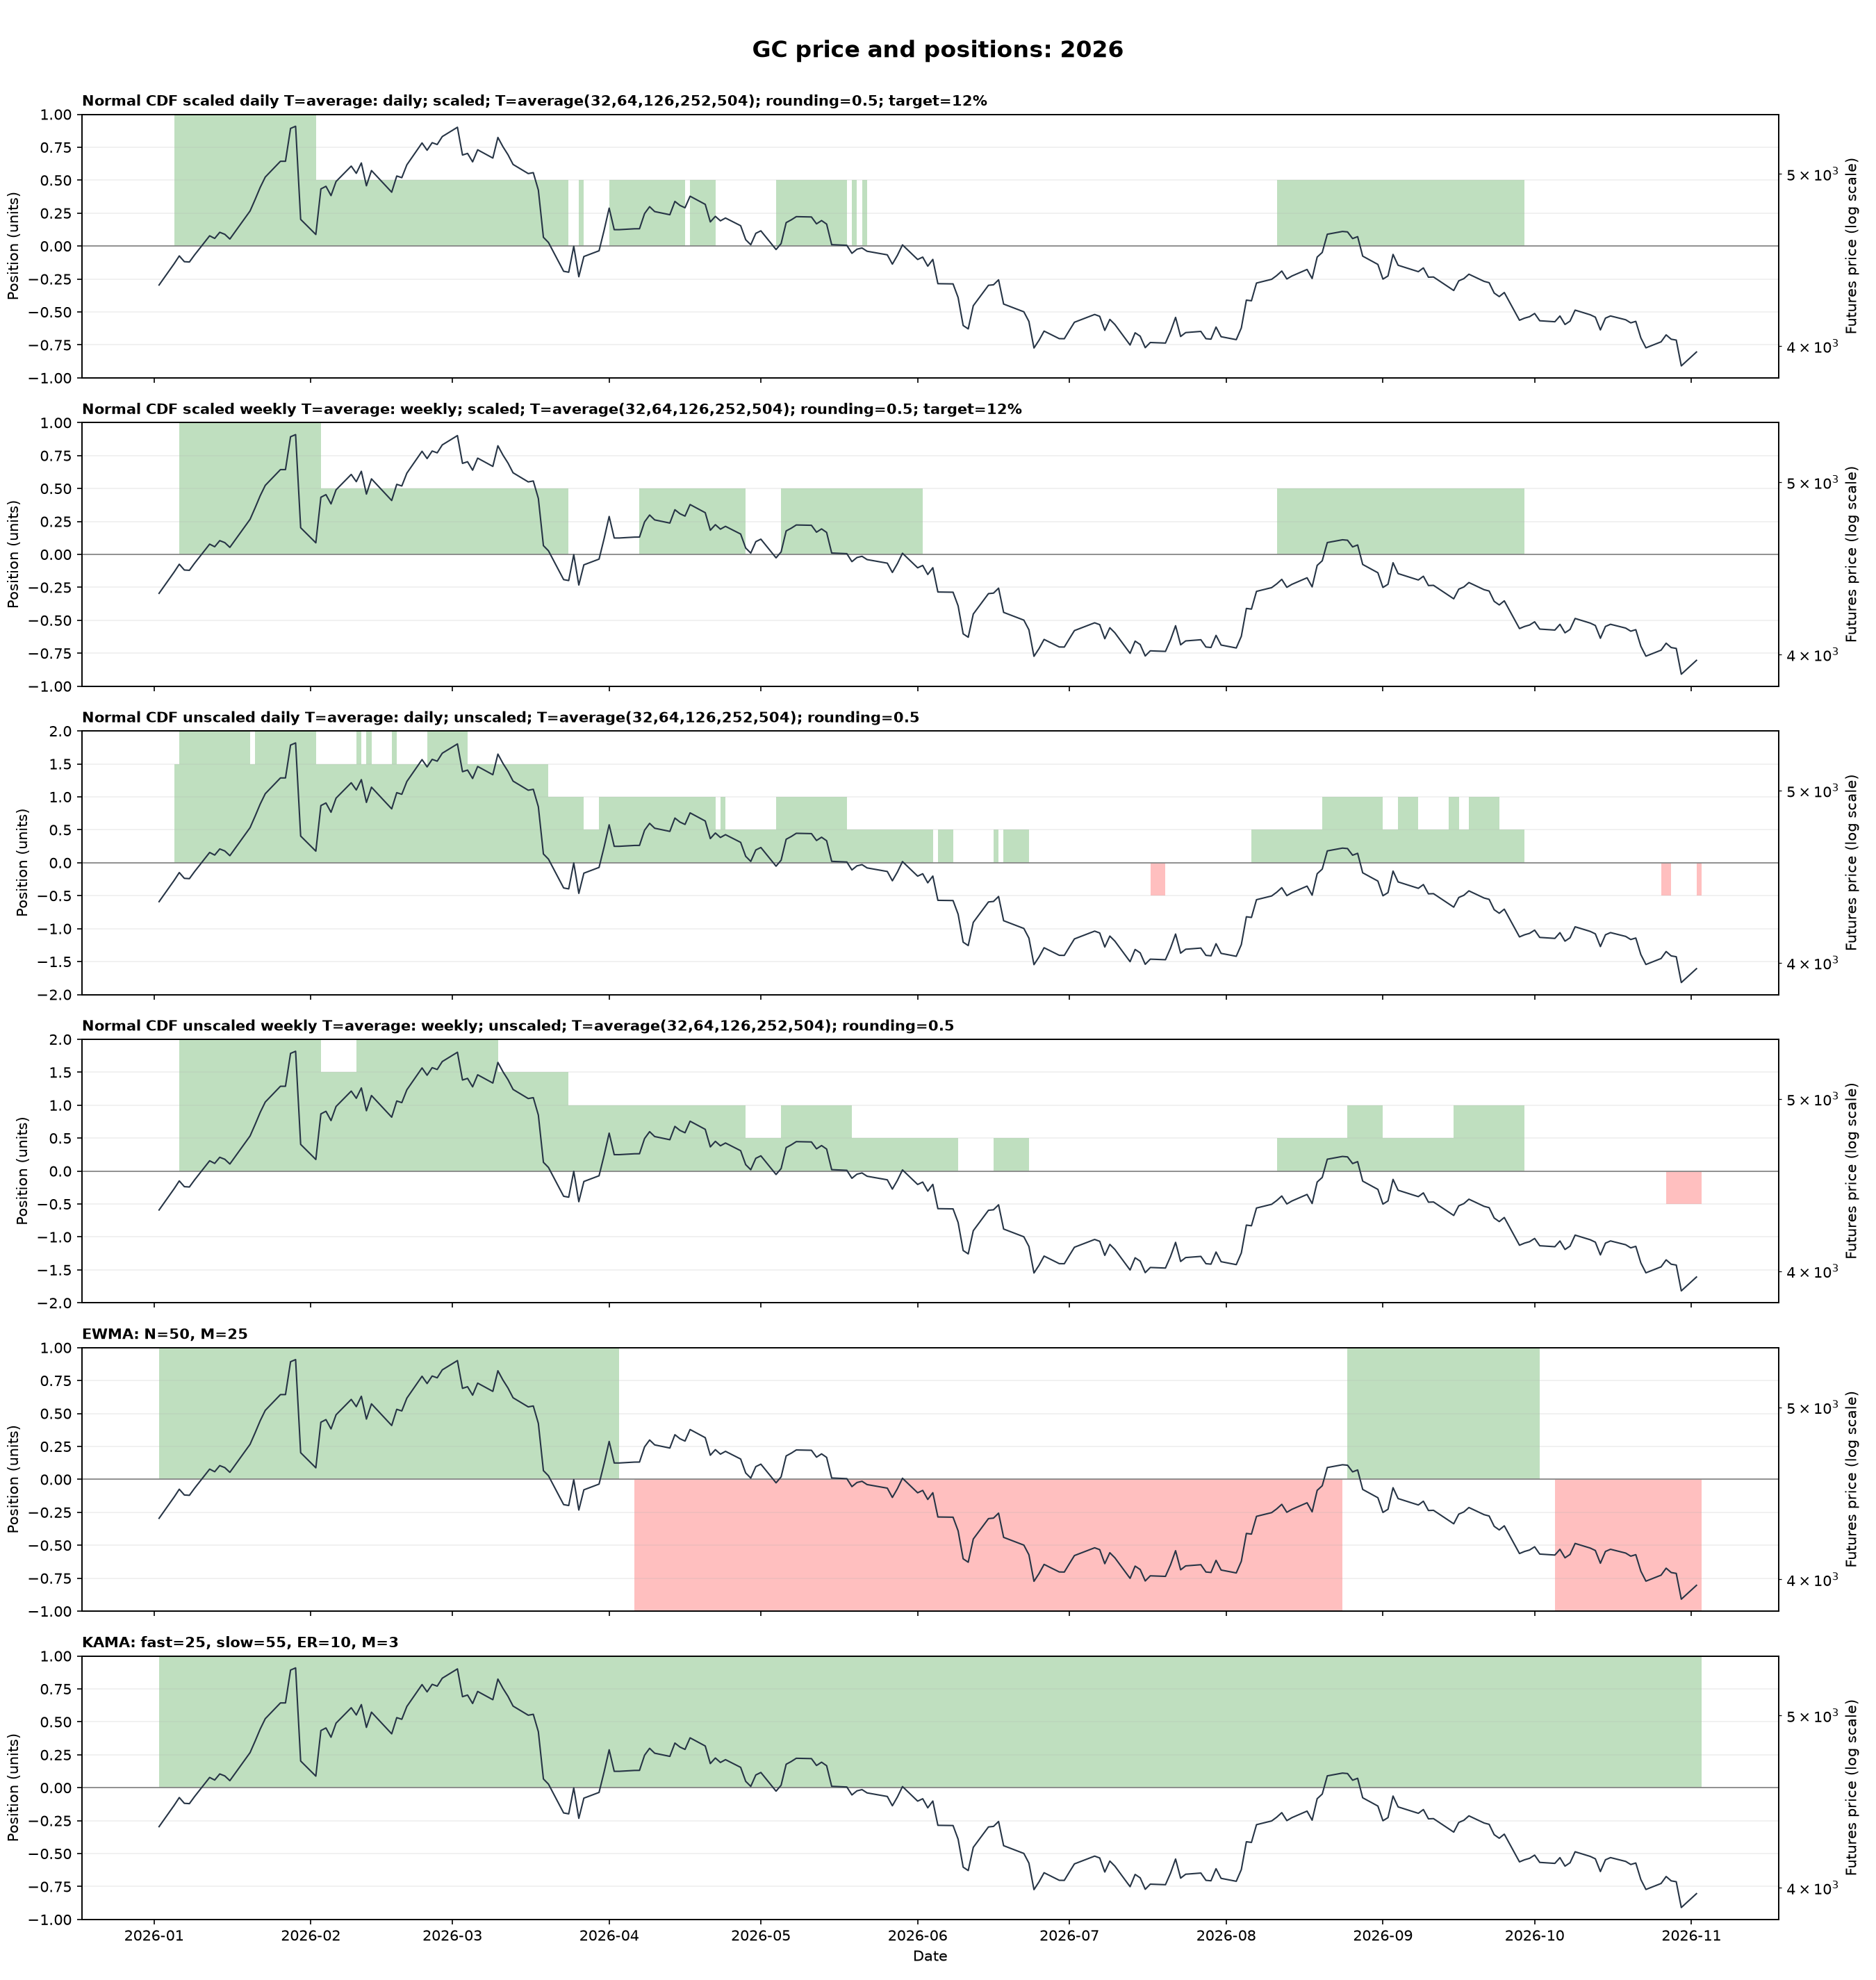 GC price and positions: 2026
Normal CDF scaled daily T=average: daily; scaled; T=average(32,64,126,252,504); rounding=0.5; target=12%
1.00
0.75
0.50
0.25
0.00
−0.25
−0.50
−0.75
−1.00
Position (units)
5 × 10³
4 × 10³
Futures price (log scale)
Normal CDF scaled weekly T=average: weekly; scaled; T=average(32,64,126,252,504); rounding=0.5; target=12%
1.00
0.75
0.50
0.25
0.00
−0.25
−0.50
−0.75
−1.00
Position (units)
5 × 10³
4 × 10³
Futures price (log scale)
Normal CDF unscaled daily T=average: daily; unscaled; T=average(32,64,126,252,504); rounding=0.5
2.0
1.5
1.0
0.5
0.0
−0.5
−1.0
−1.5
−2.0
Position (units)
5 × 10³
4 × 10³
Futures price (log scale)
Normal CDF unscaled weekly T=average: weekly; unscaled; T=average(32,64,126,252,504); rounding=0.5
2.0
1.5
1.0
0.5
0.0
−0.5
−1.0
−1.5
−2.0
Position (units)
5 × 10³
4 × 10³
Futures price (log scale)
EWMA: N=50, M=25
1.00
0.75
0.50
0.25
0.00
−0.25
−0.50
−0.75
−1.00
Position (units)
5 × 10³
4 × 10³
Futures price (log scale)
KAMA: fast=25, slow=55, ER=10, M=3
1.00
0.75
0.50
0.25
0.00
−0.25
−0.50
−0.75
−1.00
Position (units)
5 × 10³
4 × 10³
Futures price (log scale)
2026-01 2026-02 2026-03 2026-04 2026-05 2026-06 2026-07 2026-08 2026-09 2026-10 2026-11
Date